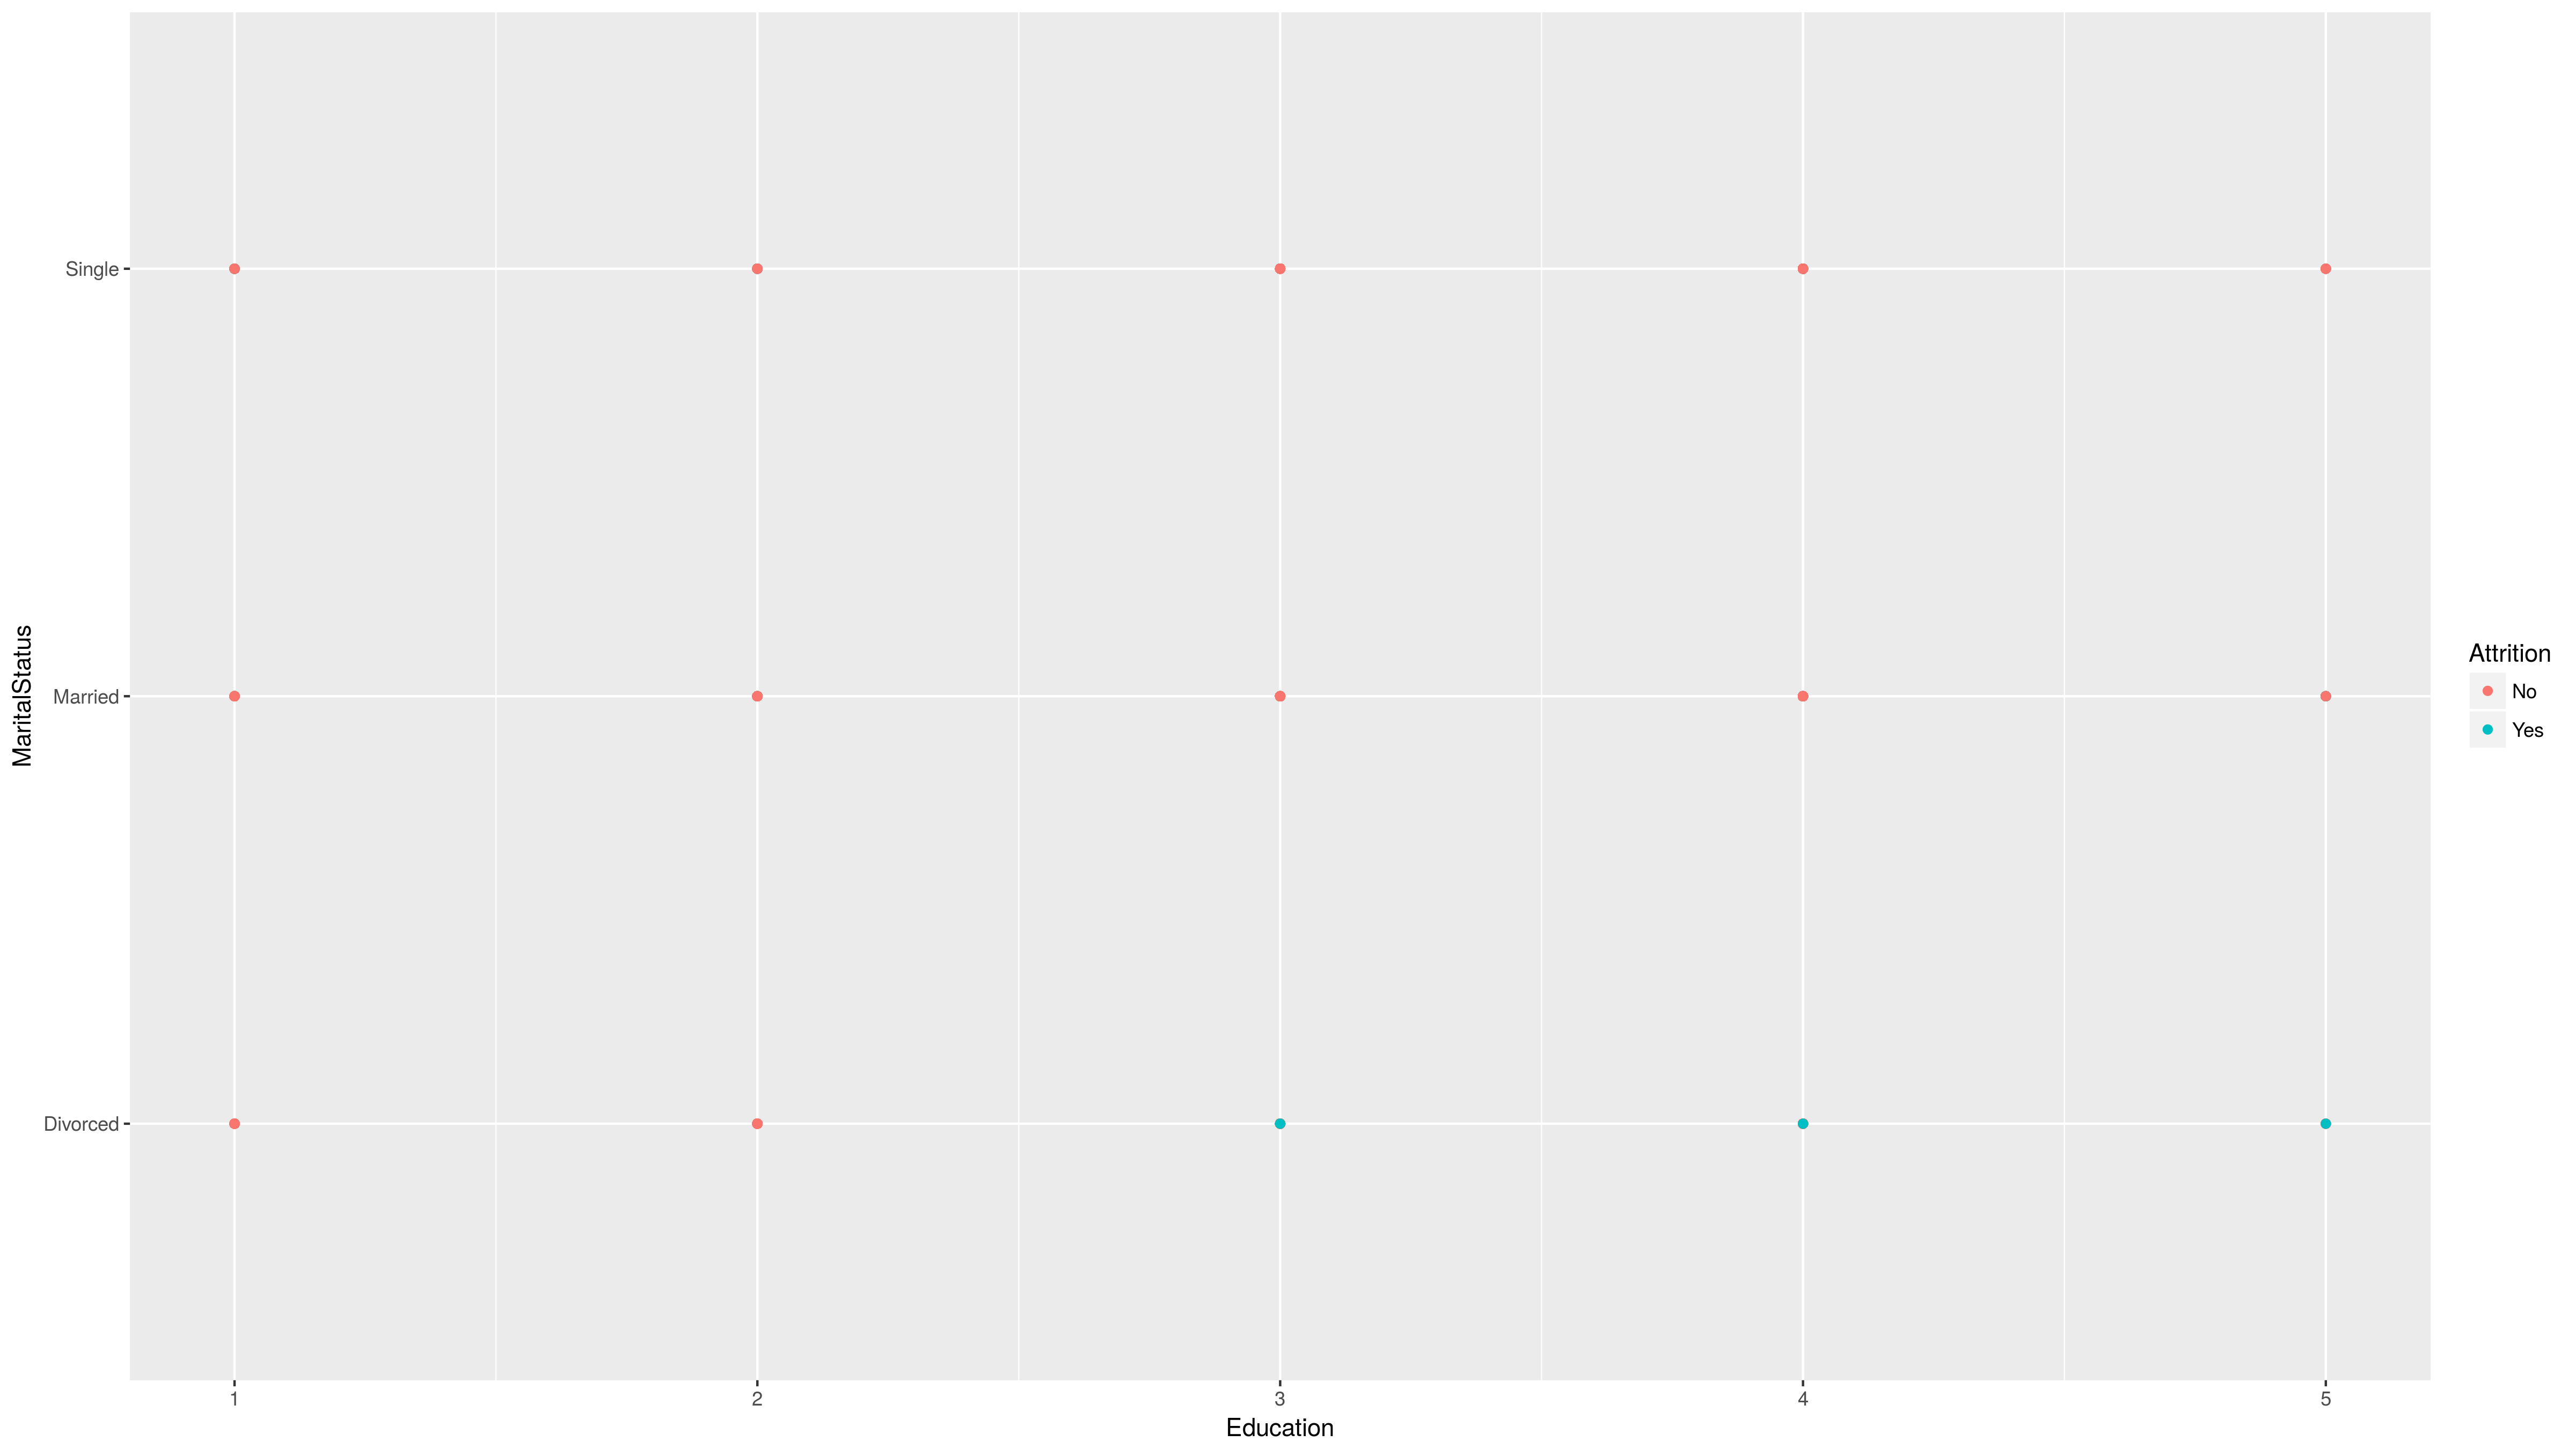 Single
Married
Divorced
MaritalStatus
1 2 3 4 5
Education
Attrition
No
Yes